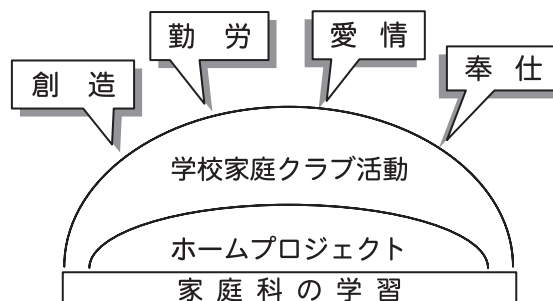 創　造
勤　労
愛　情
奉　仕
学校家庭クラブ活動
ホームプロジェクト
家 庭 科 の 学 習